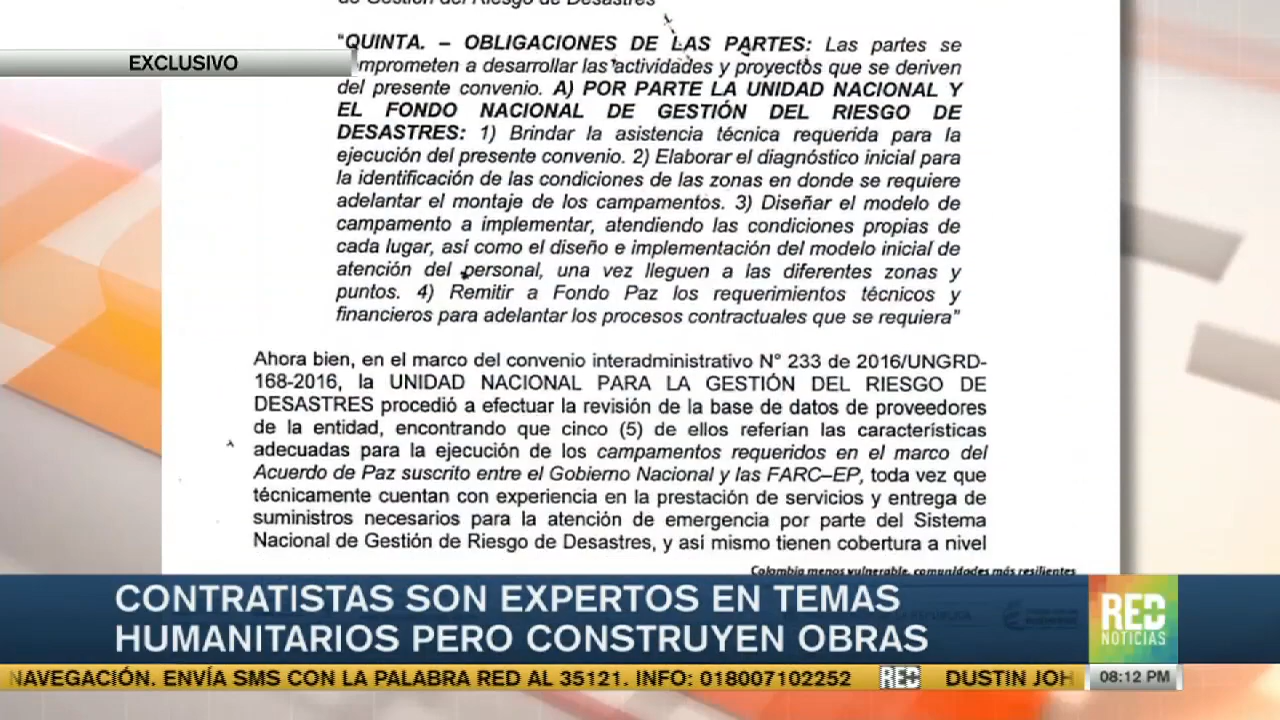 de Gestión del Riesgo de Desastres
EXCLUSIVO
"QUINTA. – OBLIGACIONES DE LAS PARTES: Las partes se
comprometen a desarrollar las actividades y proyectos que se deriven
del presente convenio. A) POR PARTE LA UNIDAD NACIONAL Y
EL FONDO NACIONAL DE GESTIÓN DEL RIESGO DE
DESASTRES: 1) Brindar la asistencia técnica requerida para la
ejecución del presente convenio. 2) Elaborar el diagnóstico inicial para
la identificación de las condiciones de las zonas en donde se requiere
adelantar el montaje de los campamentos. 3) Diseñar el modelo de
campamento a implementar, atendiendo las condiciones propias de
cada lugar, así como el diseño e implementación del modelo inicial de
atención del personal, una vez lleguen a las diferentes zonas y
puntos. 4) Remitir a Fondo Paz los requerimientos técnicos y
financieros para adelantar los procesos contractuales que se requiera"
Ahora bien, en el marco del convenio interadministrativo N° 233 de 2016/UNGRD-
168-2016, la UNIDAD NACIONAL PARA LA GESTIÓN DEL RIESGO DE
DESASTRES procedió a efectuar la revisión de la base de datos de proveedores
de la entidad, encontrando que cinco (5) de ellos referían las características
adecuadas para la ejecución de los campamentos requeridos en el marco del
Acuerdo de Paz suscrito entre el Gobierno Nacional y las FARC–EP, toda vez que
técnicamente cuentan con experiencia en la prestación de servicios y entrega de
suministros necesarios para la atención de emergencia por parte del Sistema
Nacional de Gestión de Riesgo de Desastres, y así mismo tienen cobertura a nivel
Colombia menos vulnerable, comunidades más resilientes
CONTRATISTAS SON EXPERTOS EN TEMAS
HUMANITARIOS PERO CONSTRUYEN OBRAS
RED
NOTICIAS
NAVEGACIÓN. ENVÍA SMS CON LA PALABRA RED AL 35121. INFO: 018007102252 RED DUSTIN JOH
08:12 PM